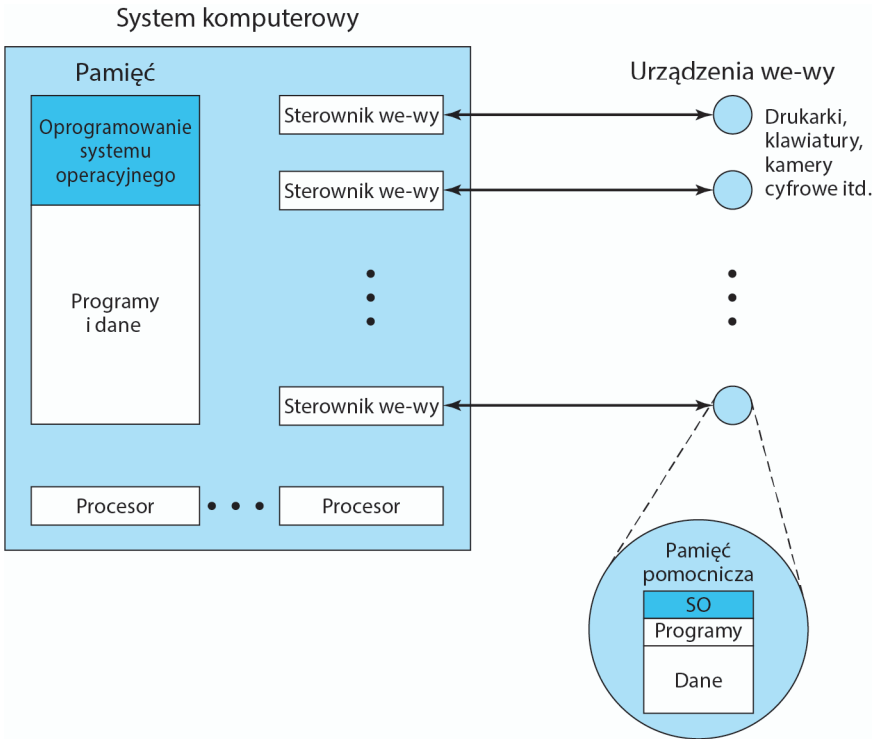 System komputerowy
Pamięć
Oprogramowanie
systemu
operacyjnego
Programy
i dane
Sterownik we-wy
Sterownik we-wy
Sterownik we-wy
Procesor
Procesor
Urządzenia we-wy
Drukarki,
klawiatury,
kamery
cyfrowe itd.
Pamięć
pomocnicza
SO
Programy
Dane